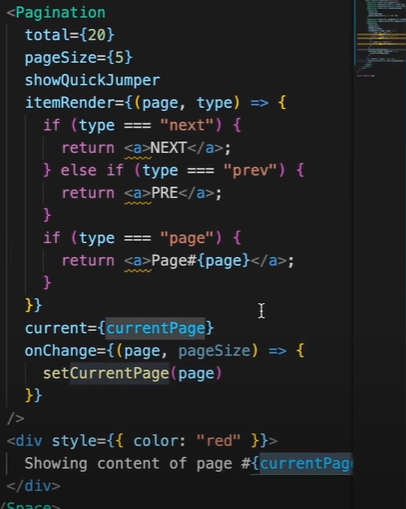 <Pagination
total={20}
pageSize={5}
showQuickJumper
itemRender={(page, type) => {
if (type === "next") {
return <a>NEXT</a>;
} else if (type === "prev") {
return <a>PRE</a>;
}
if (type === "page") {
return <a>Page#{page}</a>;
}
}}
current={currentPage}
onChange={(page, pageSize) => {
setCurrentPage(page)
}}
/>
<div style={{ color: "red" }}>
Showing content of page #{currentPag
</div>
</Space>